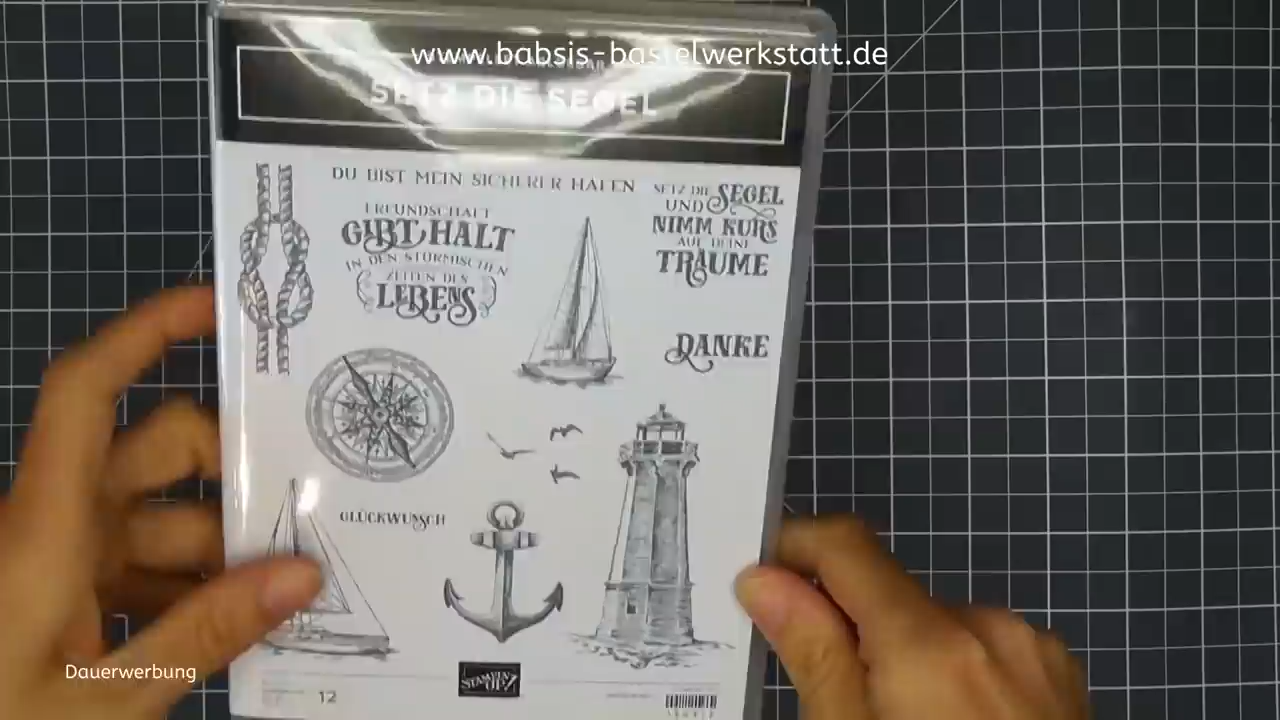 www.babsis-bastelwerkstatt.de
SETZ DIE SEGEL
DU BIST MEIN SICHERER HAFEN
FREUNDSCHAFT
GIBT HALT
IN DEN STÜRMISCHEN
ZEITEN DES
LEBENS
SETZ DIE SEGEL
UND
NIMM KURS
AUF DEINE
TRÄUME
DANKE
GLÜCKWUNSCH
STAMPIN' UP!
12
Dauerwerbung